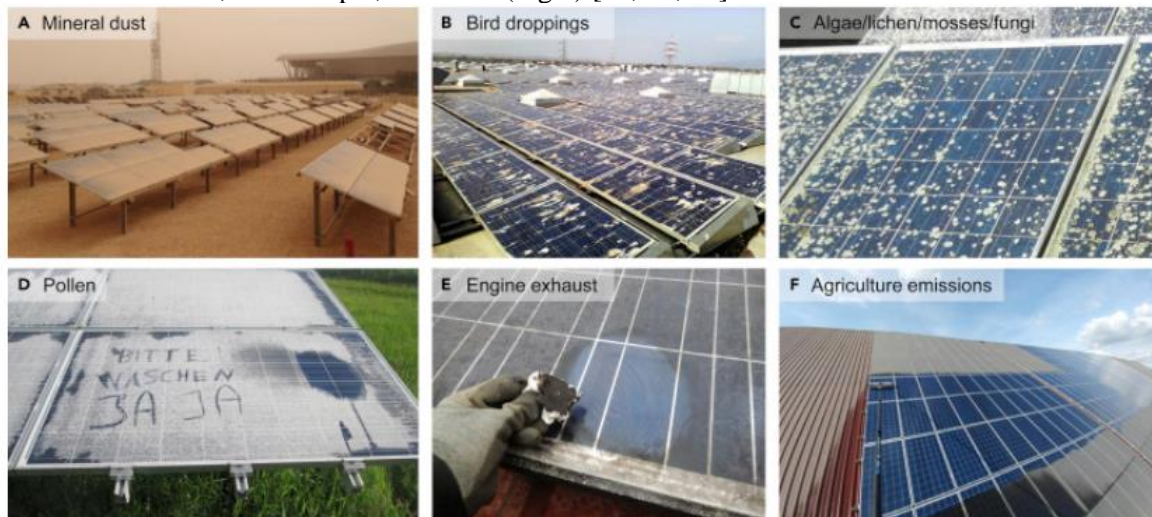 A Mineral dust
B Bird droppings
C Algae/lichen/mosses/fungi
D Pollen
BITTE
WASCHEN
JA JA
E Engine exhaust
F Agriculture emissions